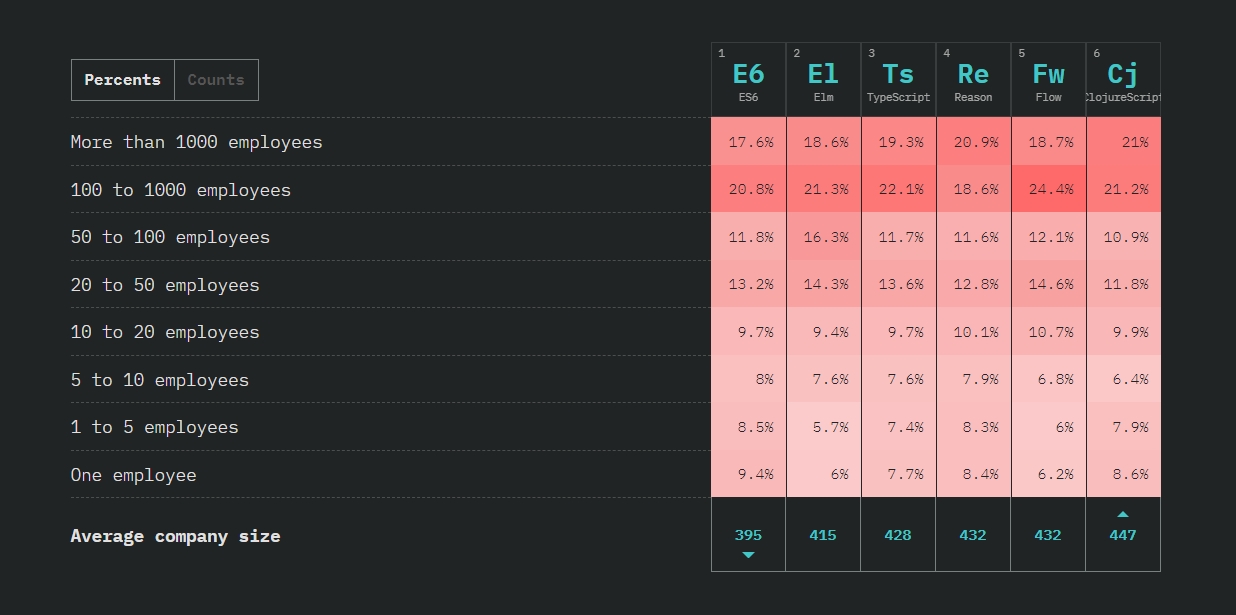 Percents Counts
1 2 3 4 5 6
E6 El Ts Re Fw Cj
ES6 Elm TypeScript Reason Flow ClojureScript
More than 1000 employees 17.6% 18.6% 19.3% 20.9% 18.7% 21%
100 to 1000 employees 20.8% 21.3% 22.1% 18.6% 24.4% 21.2%
50 to 100 employees 11.8% 16.3% 11.7% 11.6% 12.1% 10.9%
20 to 50 employees 13.2% 14.3% 13.6% 12.8% 14.6% 11.8%
10 to 20 employees 9.7% 9.4% 9.7% 10.1% 10.7% 9.9%
5 to 10 employees 8% 7.6% 7.6% 7.9% 6.8% 6.4%
1 to 5 employees 8.5% 5.7% 7.4% 8.3% 6% 7.9%
One employee 9.4% 6% 7.7% 8.4% 6.2% 8.6%
Average company size 395 415 428 432 432 447